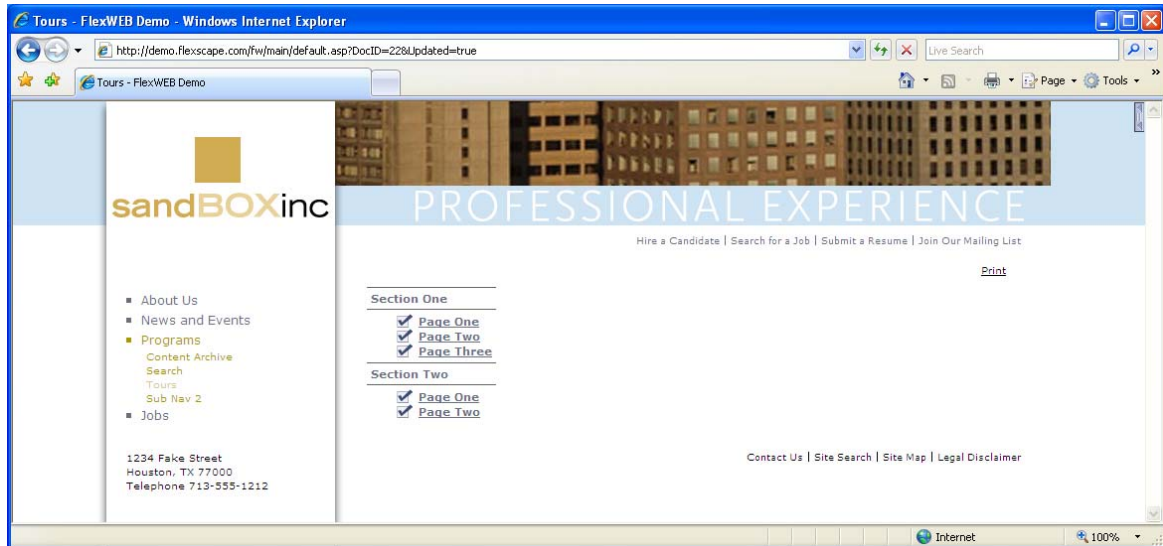 Tours - FlexWEB Demo - Windows Internet Explorer
http://demo.flexscape.com/fw/main/default.asp?DocID=228&Updated=true
Live Search
Tours - FlexWEB Demo
Page
Tools
sandBOXinc
PROFESSIONAL EXPERIENCE
Hire a Candidate | Search for a Job | Submit a Resume | Join Our Mailing List
Print
About Us
News and Events
Programs
Content Archive
Search
Tours
Sub Nav 2
Jobs
1234 Fake Street
Houston, TX 77000
Telephone 713-555-1212
Section One
Page One
Page Two
Page Three
Section Two
Page One
Page Two
Contact Us | Site Search | Site Map | Legal Disclaimer
Internet
100%